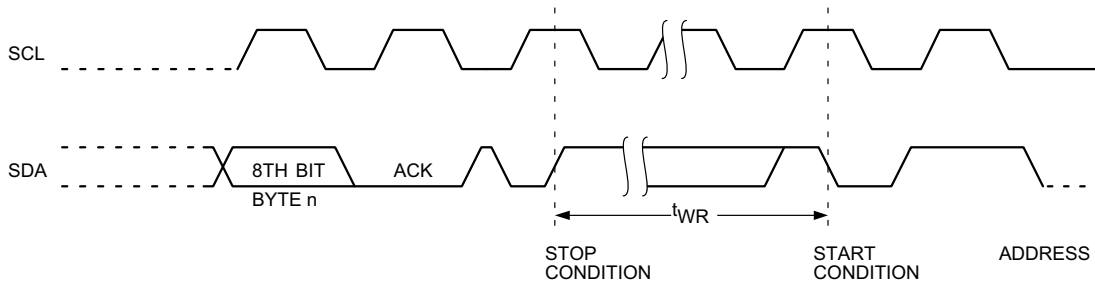 SCL
SDA
8TH BIT
ACK
BYTE n
tWR
STOP
CONDITION
START
CONDITION
ADDRESS